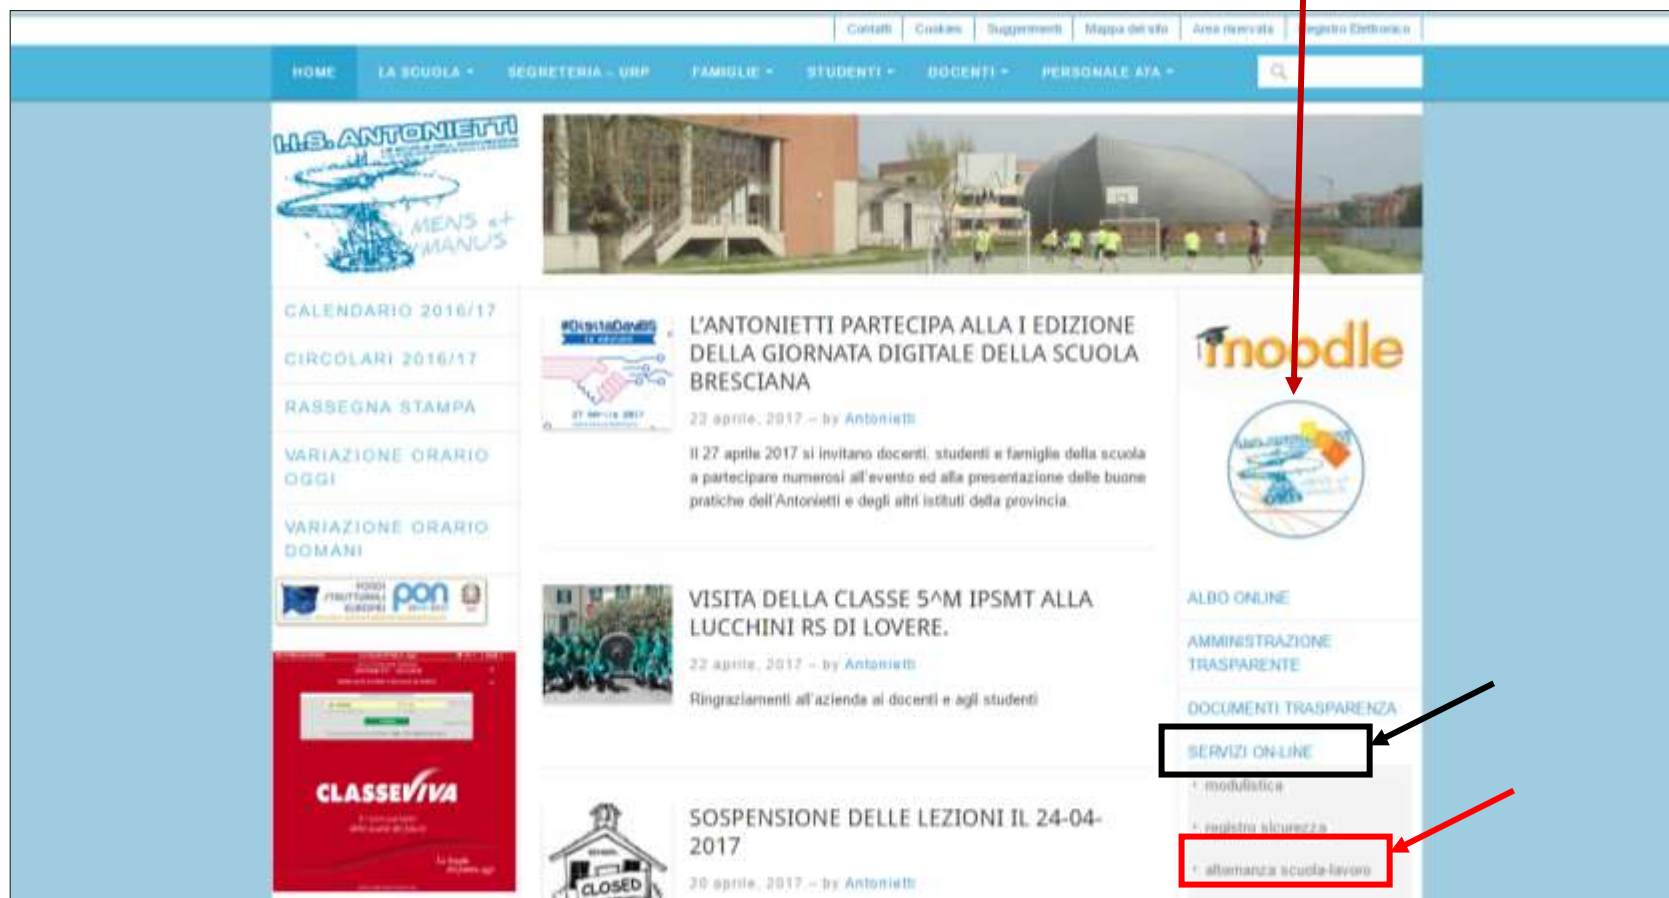 Contatti
Cookies
Suggerimenti
Mappa del sito
Area riservata
Registro Elettronico
HOME
LA SCUOLA
SEGRETERIA - URP
FAMIGLIE
STUDENTI
DOCENTI
PERSONALE ATA
I.I.S. ANTONIETTI
MENS et
MANUS
CALENDARIO 2016/17
CIRCOLARI 2016/17
RASSEGNA STAMPA
VARIAZIONE ORARIO
OGGI
VARIAZIONE ORARIO
DOMANI
FONDI
STRUTTURALI
EUROPEI
pon
CLASSEVIVA
#DigitalDayBS
27 aprile 2017
L'ANTONIETTI PARTECIPA ALLA I EDIZIONE
DELLA GIORNATA DIGITALE DELLA SCUOLA
BRESCIANA
22 aprile, 2017 – by Antonietti
Il 27 aprile 2017 si invitano docenti, studenti e famiglie della scuola
a partecipare numerosi all'evento ed alla presentazione delle buone
pratiche dell'Antonietti e degli altri istituti della provincia.
VISITA DELLA CLASSE 5^M IPSMT ALLA
LUCCHINI RS DI LOVERE.
22 aprile, 2017 – by Antonietti
Ringraziamenti all'azienda ai docenti e agli studenti
CLOSED
SOSPENSIONE DELLE LEZIONI IL 24-04-
2017
20 aprile, 2017 – by Antonietti
moodle
ALBO ONLINE
AMMINISTRAZIONE
TRASPARENTE
DOCUMENTI TRASPARENZA
SERVIZI ON-LINE
modulistica
registro sicurezza
alternanza scuola-lavoro